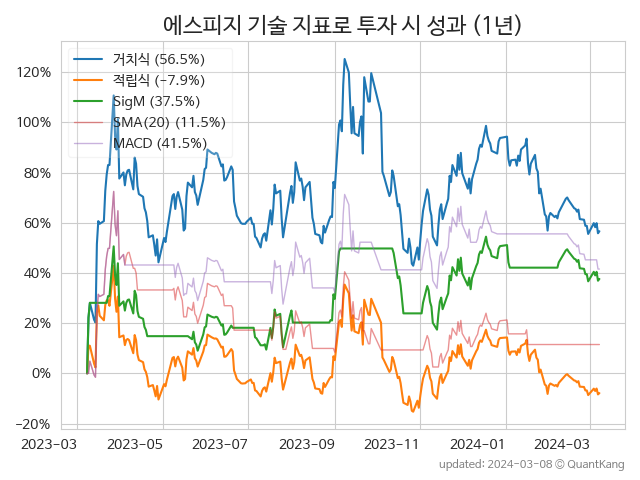 에스피지 기술 지표로 투자 시 성과 (1년)
거치식 (56.5%)
적립식 (−7.9%)
SigM (37.5%)
SMA(20) (11.5%)
MACD (41.5%)
120%
100%
80%
60%
40%
20%
0%
−20%
2023−03 2023−05 2023−07 2023−09 2023−11 2024−01 2024−03
updated: 2024−03−08 © QuantKang